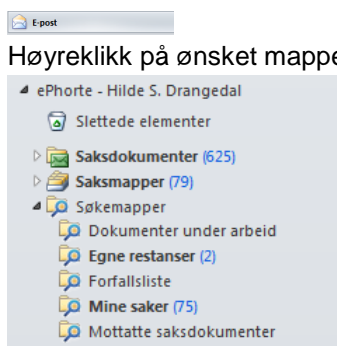 E-post
Høyreklikk på ønsket mappe
ePhorte - Hilde S. Drangedal
Slettede elementer
Saksdokumenter (625)
Saksmapper (79)
Søkemapper
Dokumenter under arbeid
Egne restanser (2)
Forfallsliste
Mine saker (75)
Mottatte saksdokumenter